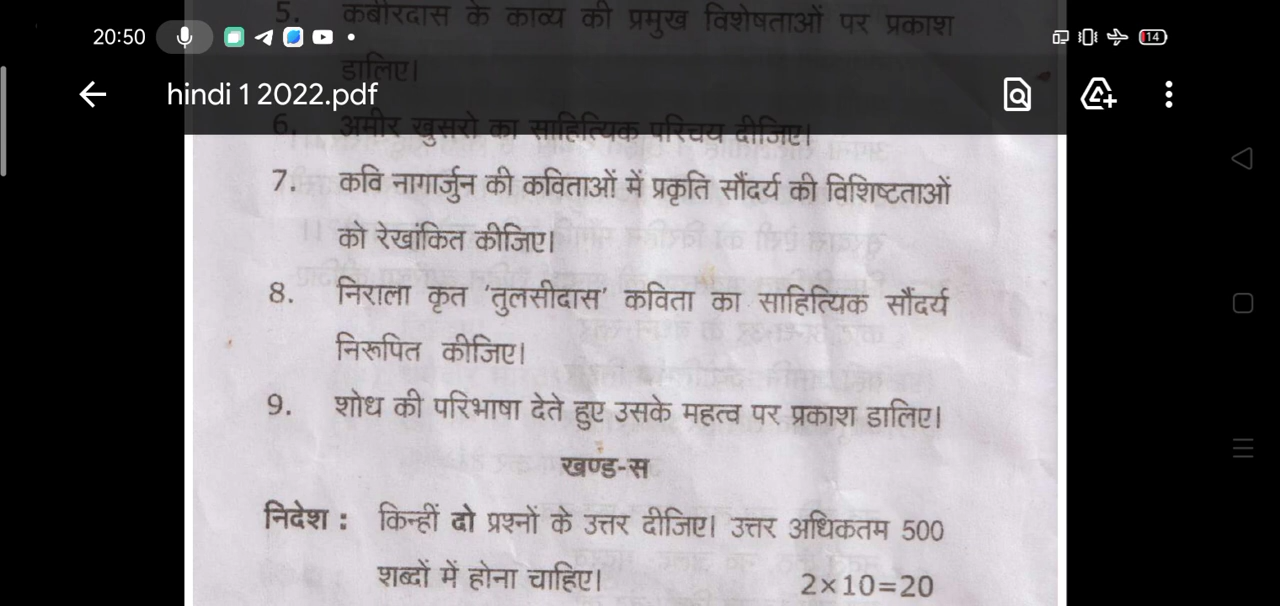 5. कबीरदास के काव्य की प्रमुख विशेषताओं पर प्रकाश
20:50
14
डालिए।
hindi 1 2022.pdf
6. अमीर खुसरो का साहित्यिक परिचय दीजिए।
7. कवि नागार्जुन की कविताओं में प्रकृति सौंदर्य की विशिष्टताओं
को रेखांकित कीजिए।
8. निराला कृत 'तुलसीदास' कविता का साहित्यिक सौंदर्य
निरूपित कीजिए।
9. शोध की परिभाषा देते हुए उसके महत्व पर प्रकाश डालिए।
खण्ड-स
निदेश : किन्हीं दो प्रश्नों के उत्तर दीजिए। उत्तर अधिकतम 500
शब्दों में होना चाहिए। 2×10=20